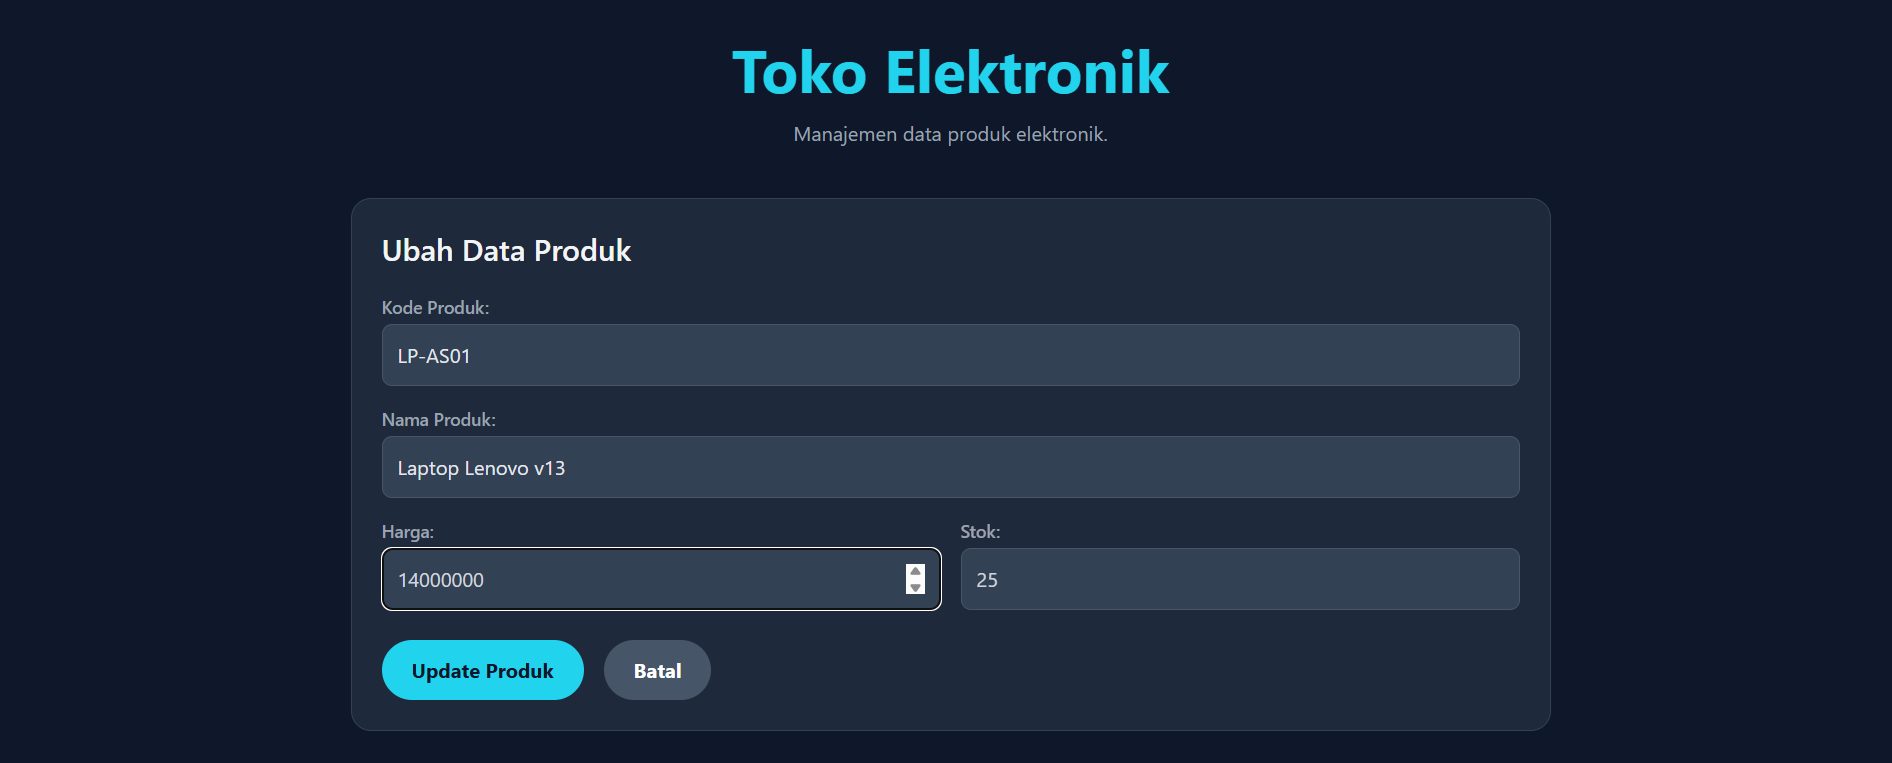 Toko Elektronik
Manajemen data produk elektronik.
Ubah Data Produk
Kode Produk:
LP-AS01
Nama Produk:
Laptop Lenovo v13
Harga:
14000000
Stok:
25
Update Produk
Batal